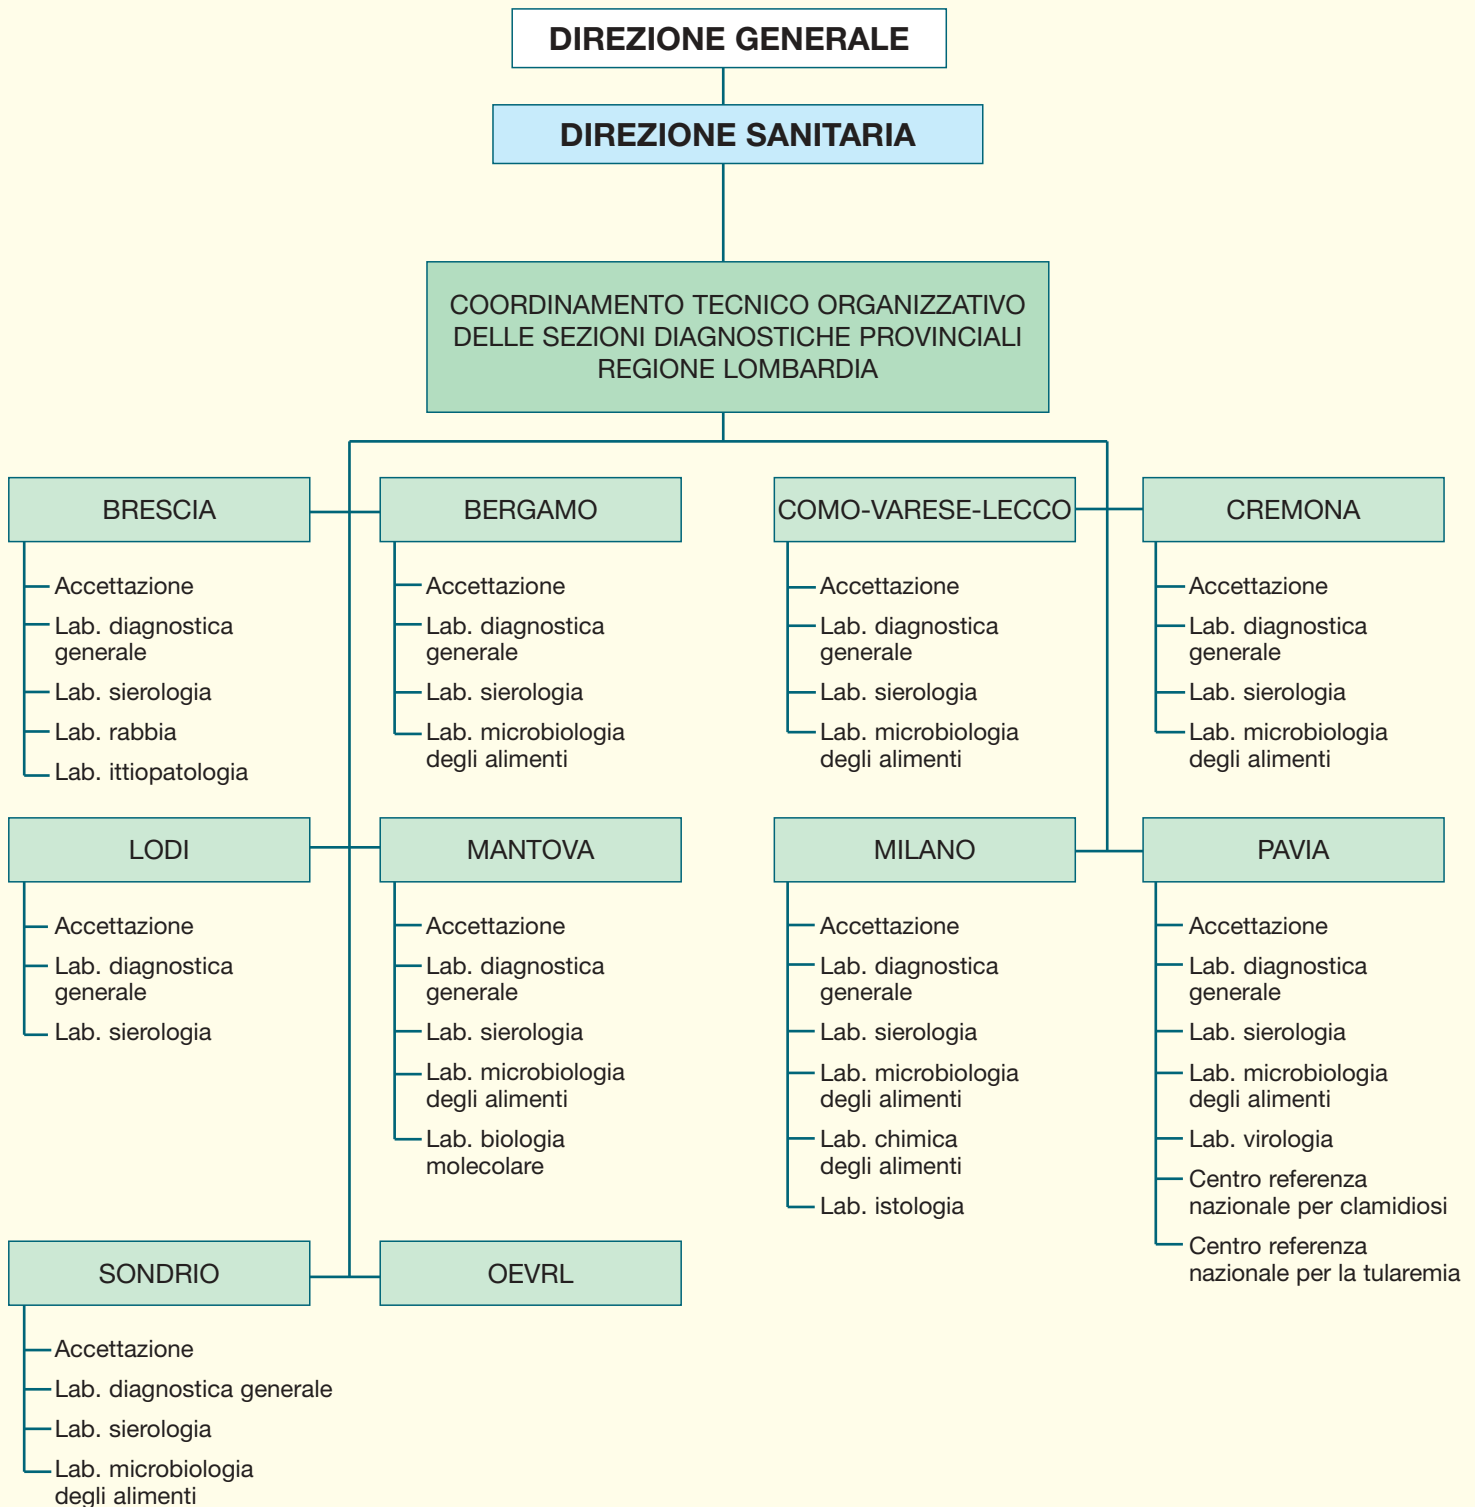 DIREZIONE GENERALE
DIREZIONE SANITARIA
COORDINAMENTO TECNICO ORGANIZZATIVO
DELLE SEZIONI DIAGNOSTICHE PROVINCIALI
REGIONE LOMBARDIA
BRESCIA
Accettazione
Lab. diagnostica
generale
Lab. sierologia
Lab. rabbia
Lab. ittiopatologia
BERGAMO
Accettazione
Lab. diagnostica
generale
Lab. sierologia
Lab. microbiologia
degli alimenti
COMO-VARESE-LECCO
Accettazione
Lab. diagnostica
generale
Lab. sierologia
Lab. microbiologia
degli alimenti
CREMONA
Accettazione
Lab. diagnostica
generale
Lab. sierologia
Lab. microbiologia
degli alimenti
LODI
Accettazione
Lab. diagnostica
generale
Lab. sierologia
MANTOVA
Accettazione
Lab. diagnostica
generale
Lab. sierologia
Lab. microbiologia
degli alimenti
Lab. biologia
molecolare
MILANO
Accettazione
Lab. diagnostica
generale
Lab. sierologia
Lab. microbiologia
degli alimenti
Lab. chimica
degli alimenti
Lab. istologia
PAVIA
Accettazione
Lab. diagnostica
generale
Lab. sierologia
Lab. microbiologia
degli alimenti
Lab. virologia
Centro referenza
nazionale per clamidiosi
Centro referenza
nazionale per la tularemia
SONDRIO
Accettazione
Lab. diagnostica generale
Lab. sierologia
Lab. microbiologia
degli alimenti
OEVRL